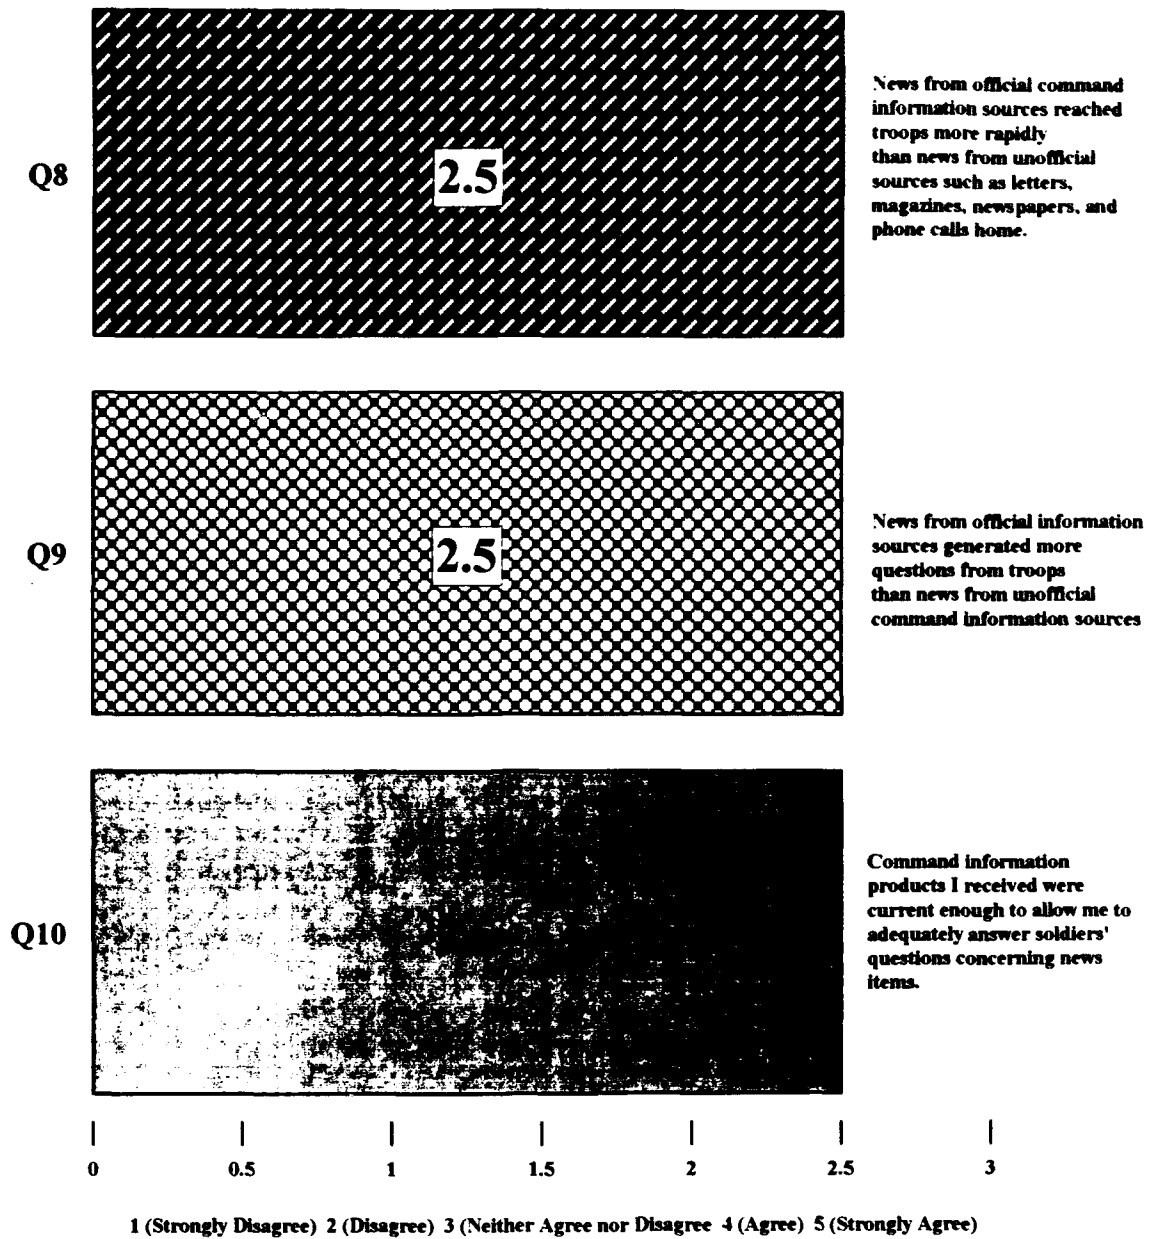 Q8
2.5
News from official command
information sources reached
troops more rapidly
than news from unofficial
sources such as letters,
magazines, newspapers, and
phone calls home.
Q9
2.5
News from official information
sources generated more
questions from troops
than news from unofficial
command information sources
Q10
Command information
products I received were
current enough to allow me to
adequately answer soldiers'
questions concerning news
items.
0 0.5 1 1.5 2 2.5 3
1 (Strongly Disagree) 2 (Disagree) 3 (Neither Agree nor Disagree 4 (Agree) 5 (Strongly Agree)